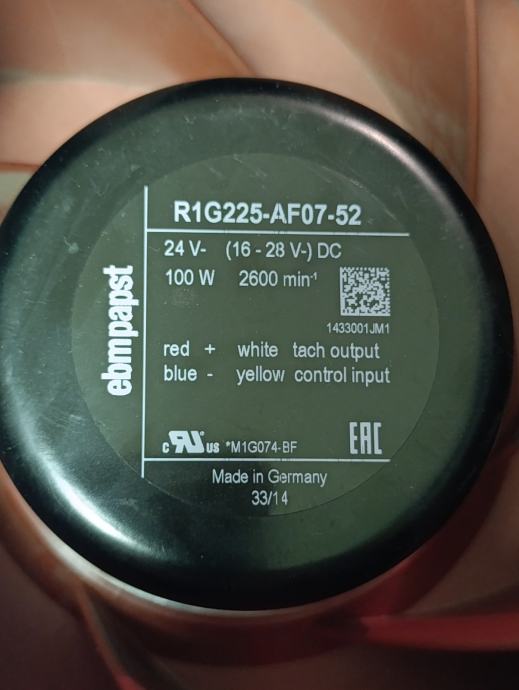 R1G225-AF07-52
24 V- (16 - 28 V-) DC
100 W 2600 min-1
1433001JM1
ebmpapst
red + white tach output
blue - yellow control input
c RU us *M1G074-BF EAC
Made in Germany
33/14